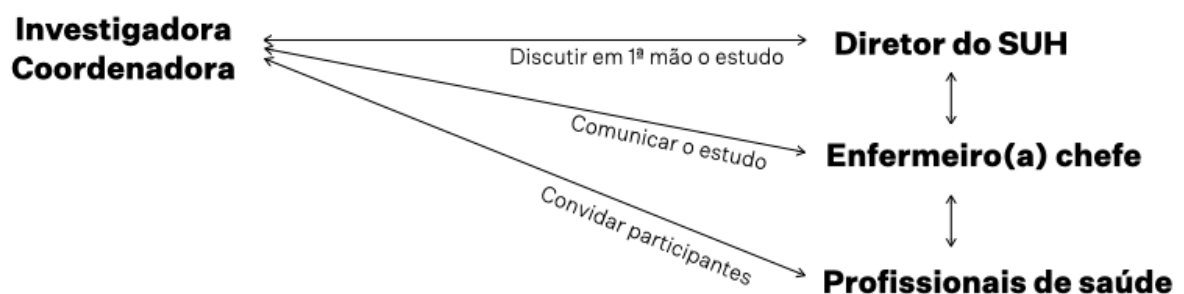 Investigadora
Coordenadora
Discutir em 1ª mão o estudo
Diretor do SUH
Comunicar o estudo
Enfermeiro(a) chefe
Convidar participantes
Profissionais de saúde